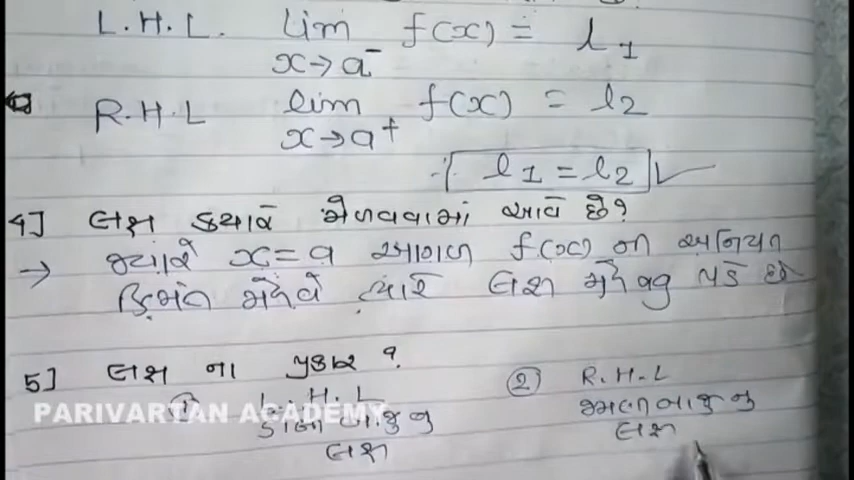 L.H.L. lim f(x) = l1
x→a⁻
R.H.L lim f(x) = l2
x→a⁺
∴ l1 = l2 ✓
4] લક્ષ ક્યારે મેળવવામાં આવે છે?
→ જ્યારે x=a આગળ f(x) ની અનિયત
કિંમત મળે ત્યારે લક્ષ મેળવવું પડે છે
5] લક્ષ ના પ્રકાર ?
① L.H.L ② R.H.L
ડાબી બાજુનુ જમણી બાજુનુ
લક્ષ લક્ષ
PARIVARTAN ACADEMY